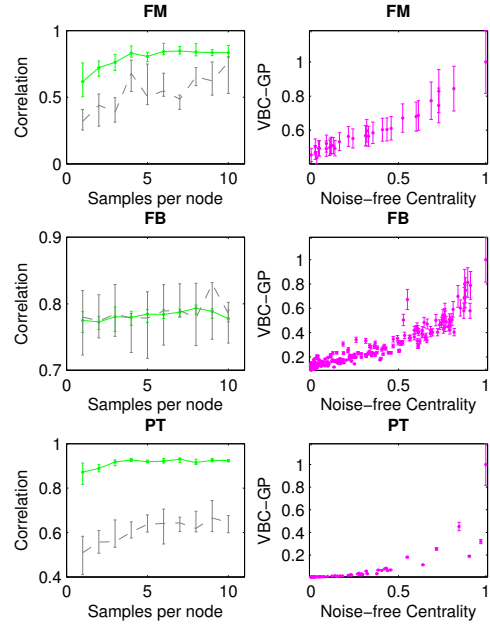 FM
Correlation
1
0.5
0
0
5
10
Samples per node
FM
VBC−GP
1
0.8
0.6
0
0.5
1
Noise−free Centrality
FB
Correlation
0.9
0.8
0.7
0
5
10
Samples per node
FB
VBC−GP
1
0.8
0.6
0.4
0.2
0
0.5
1
Noise−free Centrality
PT
Correlation
1
0.8
0.6
0.4
0
5
10
Samples per node
PT
VBC−GP
1
0.8
0.6
0.4
0.2
0
0.5
1
Noise−free Centrality